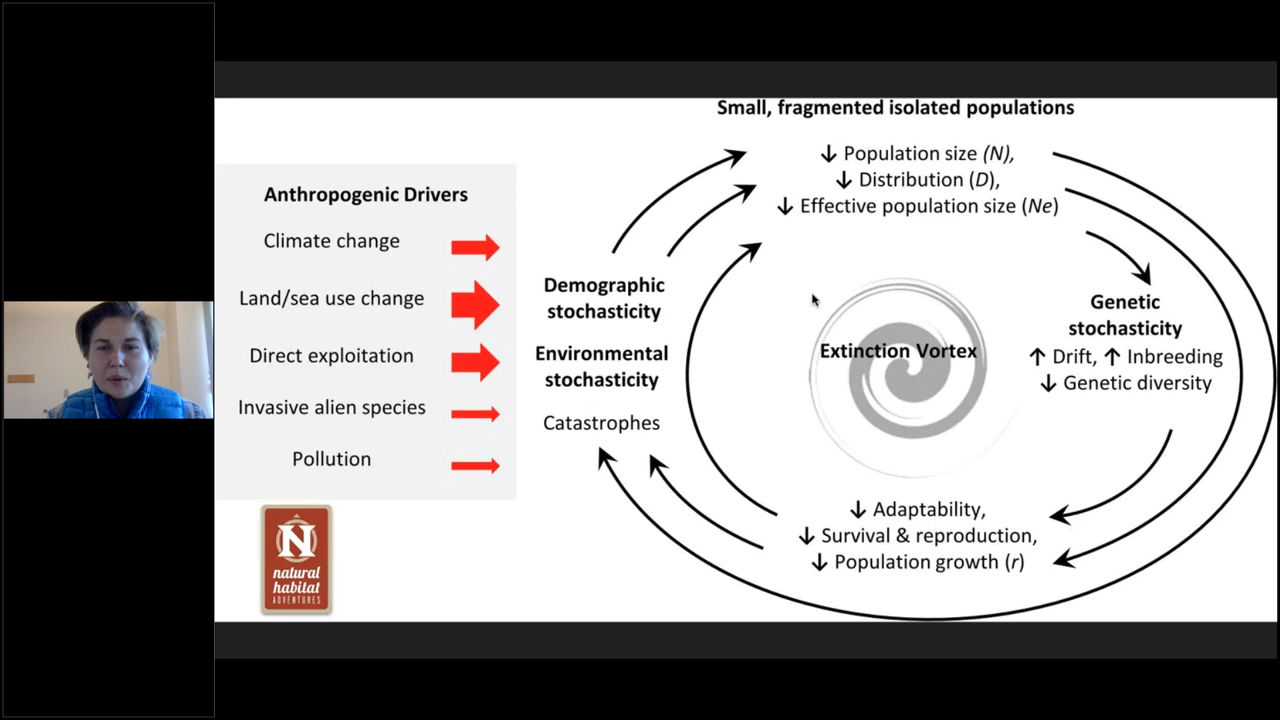 Small, fragmented isolated populations
↓ Population size (N),
↓ Distribution (D),
↓ Effective population size (Ne)
Anthropogenic Drivers
Climate change
Land/sea use change
Direct exploitation
Invasive alien species
Pollution
Demographic
stochasticity
Environmental
stochasticity
Catastrophes
Extinction Vortex
Genetic
stochasticity
↑ Drift, ↑ Inbreeding
↓ Genetic diversity
↓ Adaptability,
↓ Survival & reproduction,
↓ Population growth (r)
N
natural
habitat
ADVENTURES